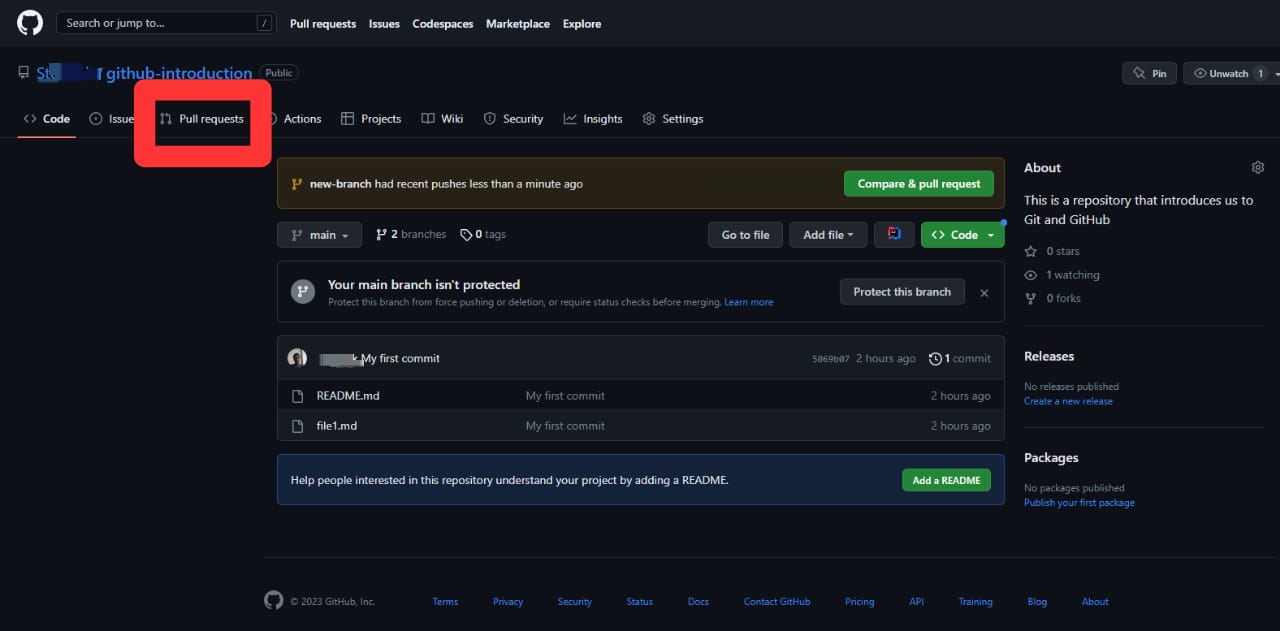 Search or jump to... /
Pull requests Issues Codespaces Marketplace Explore
github-introduction Public
Pin Unwatch 1
Code Pull requests Actions Projects Wiki Security Insights Settings
new-branch had recent pushes less than a minute ago Compare & pull request
main 2 branches 0 tags Go to file Add file Code
Your main branch isn't protected
Protect this branch from force pushing or deletion, or require status checks before merging. Learn more
Protect this branch
My first commit 5069b07 2 hours ago 1 commit
README.md My first commit 2 hours ago
file1.md My first commit 2 hours ago
Help people interested in this repository understand your project by adding a README. Add a README
About
This is a repository that introduces us to
Git and GitHub
0 stars
1 watching
0 forks
Releases
No releases published
Create a new release
Packages
No packages published
Publish your first package
© 2023 GitHub, Inc. Terms Privacy Security Status Docs Contact GitHub Pricing API Training Blog About